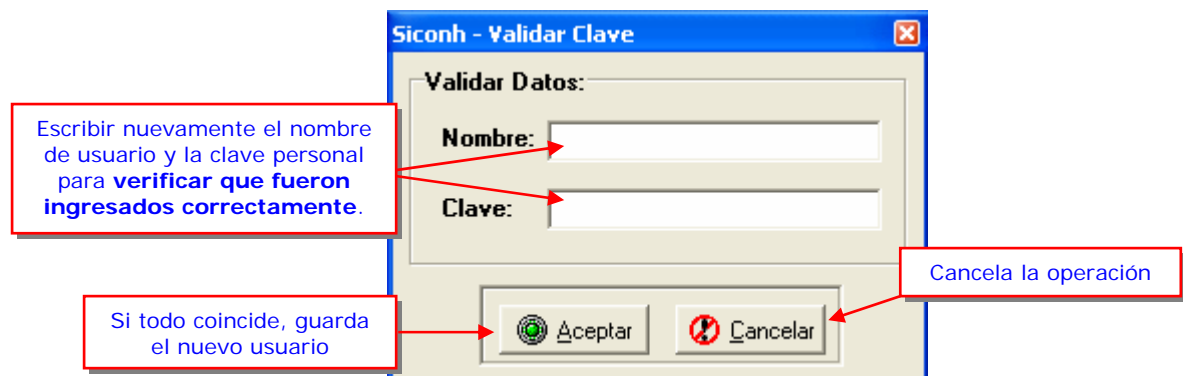 Siconh - Validar Clave
Validar Datos:
Escribir nuevamente el nombre
de usuario y la clave personal
para verificar que fueron
ingresados correctamente.
Nombre:
Clave:
Cancela la operación
Si todo coincide, guarda
el nuevo usuario
Aceptar
Cancelar